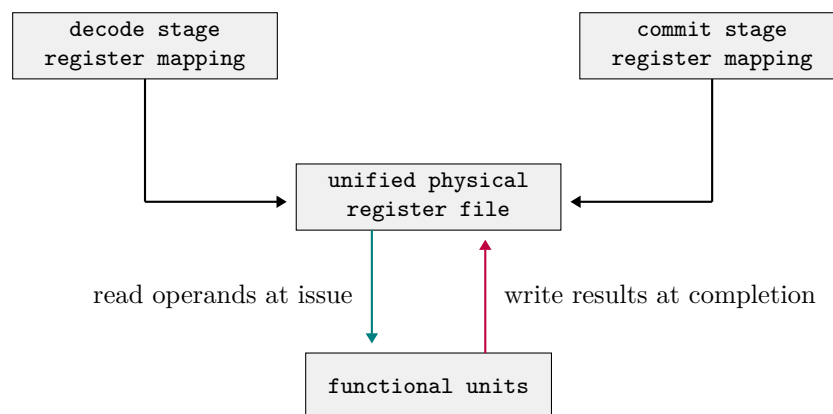 decode stage
register mapping
commit stage
register mapping
unified physical
register file
read operands at issue
write results at completion
functional units